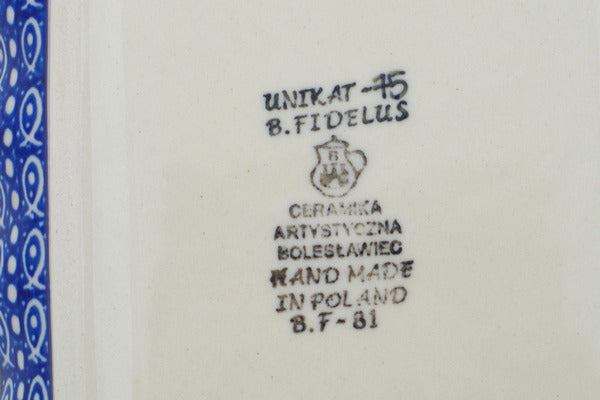 UNIKAT-75
B.FIDELUS
B
CERAMIKA
ARTYSTYCZNA
BOLESŁAWIEC
HAND MADE
IN POLAND
B.F-81